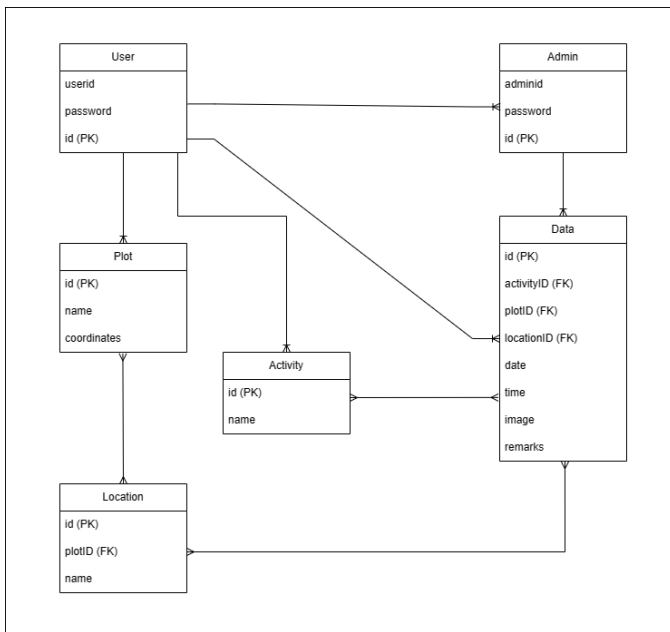 User
userid
password
id (PK)
Admin
adminid
password
id (PK)
Plot
id (PK)
name
coordinates
Data
id (PK)
activityID (FK)
plotID (FK)
locationID (FK)
date
time
image
remarks
Activity
id (PK)
name
Location
id (PK)
plotID (FK)
name